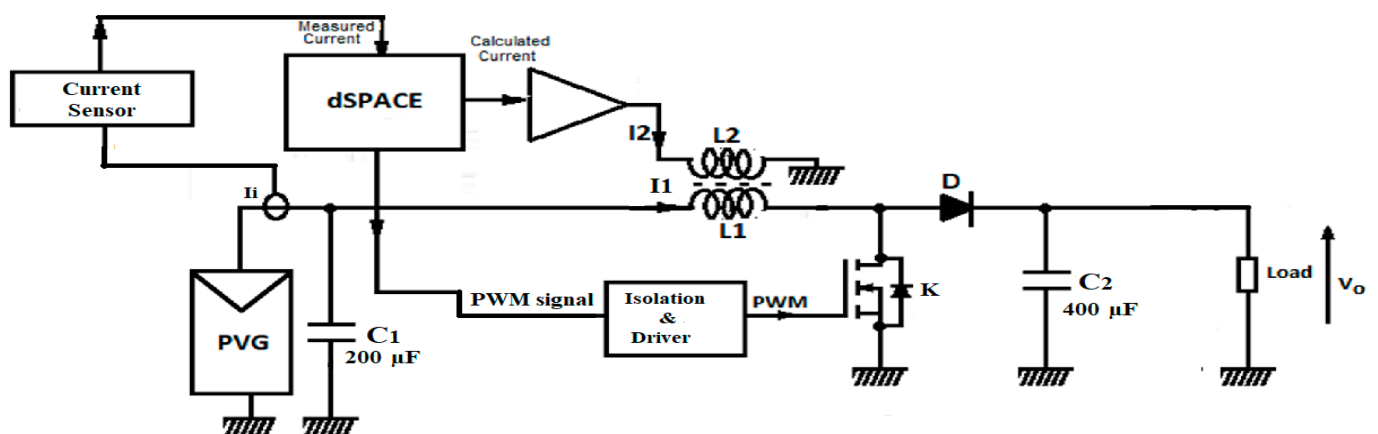 Measured
Current
Calculated
Current
Current
Sensor
dSPACE
I2
L2
Ii
I1
L1
D
PVG
C1
200 µF
PWM signal
Isolation
&
Driver
PWM
K
C2
400 µF
Load
Vo